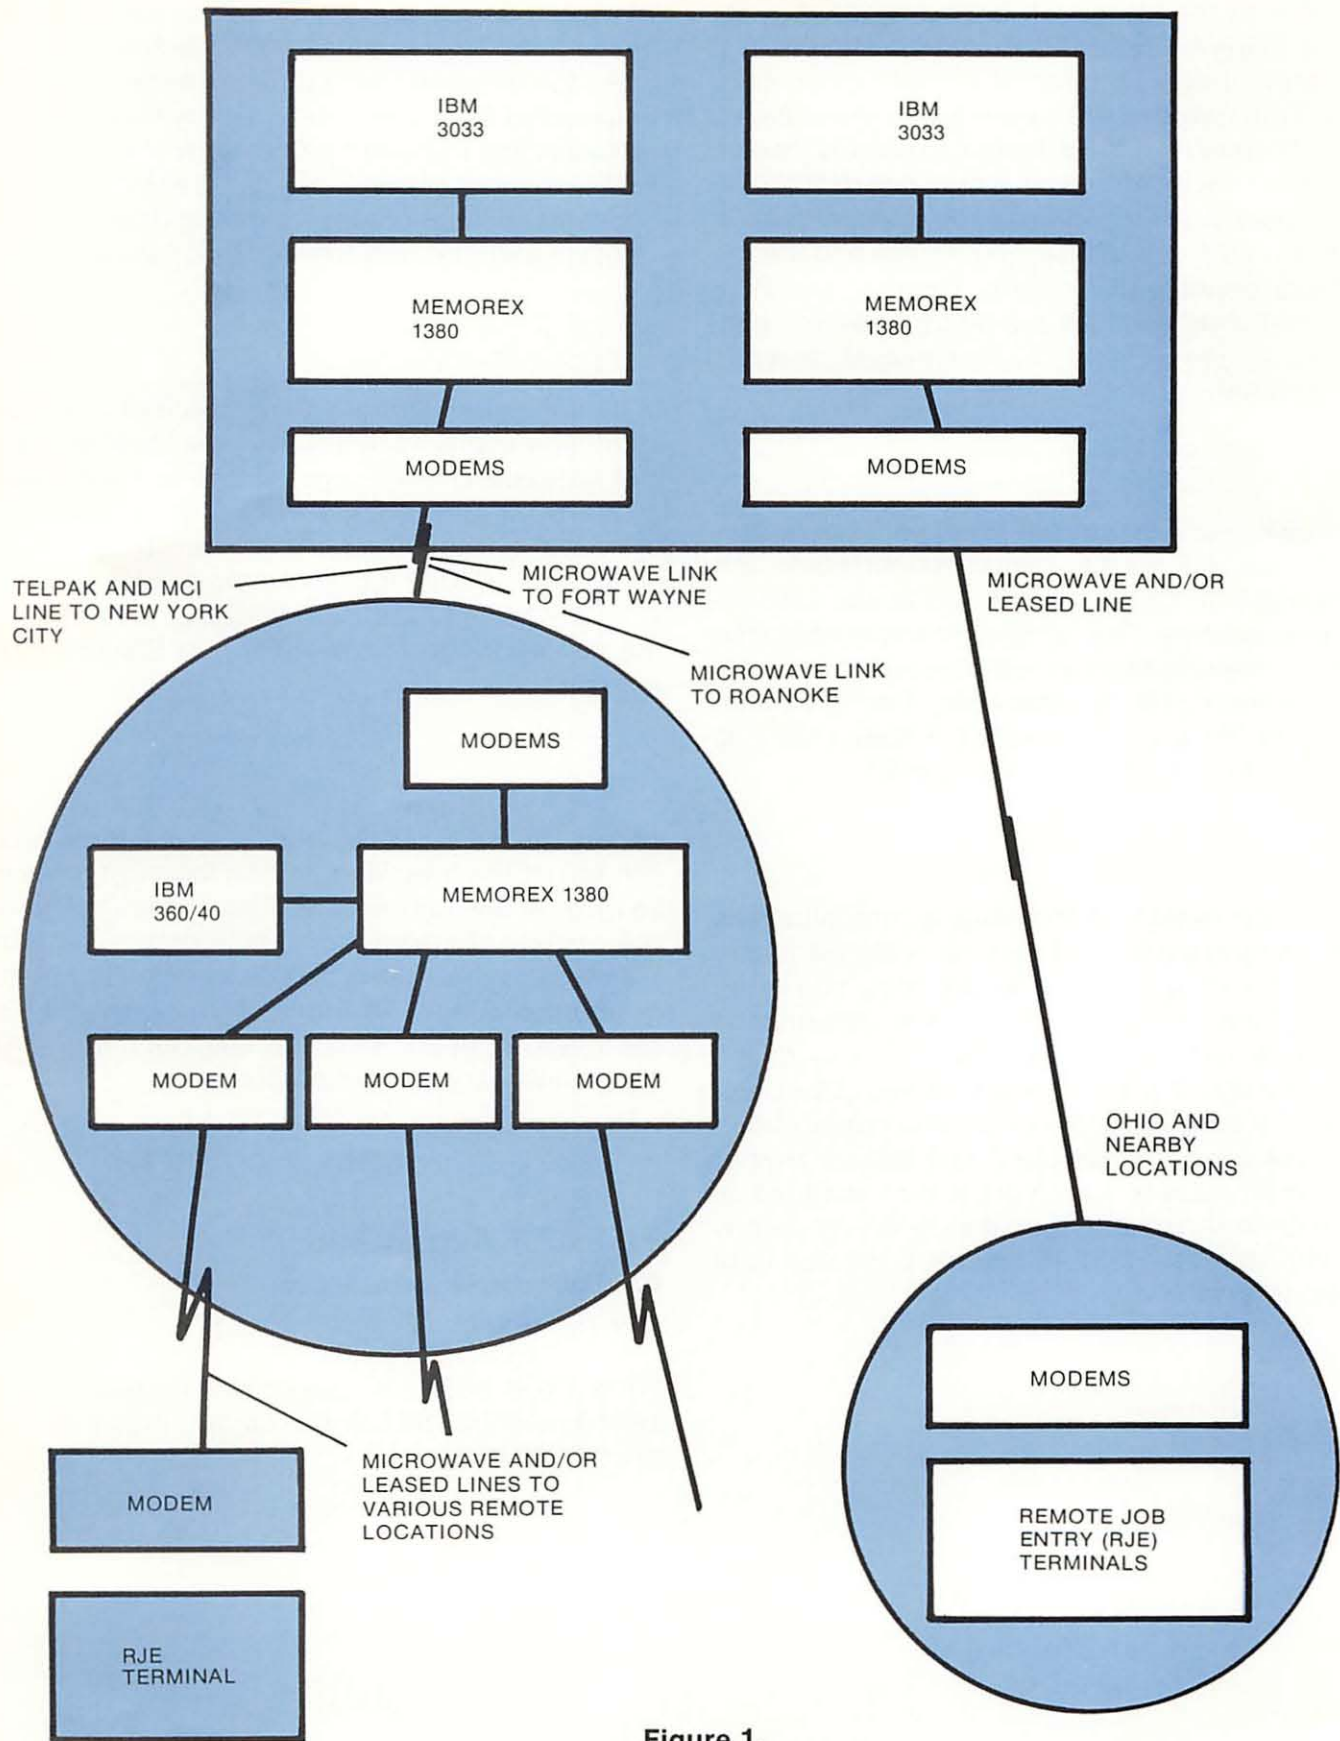 IBM
3033
IBM
3033
MEMOREX
1380
MEMOREX
1380
MODEMS
MODEMS
TELPAK AND MCI
LINE TO NEW YORK
CITY
MICROWAVE LINK
TO FORT WAYNE
MICROWAVE AND/OR
LEASED LINE
MICROWAVE LINK
TO ROANOKE
MODEMS
IBM
360/40
MEMOREX 1380
MODEM
MODEM
MODEM
OHIO AND
NEARBY
LOCATIONS
MODEMS
REMOTE JOB
ENTRY (RJE)
TERMINALS
MICROWAVE AND/OR
LEASED LINES TO
VARIOUS REMOTE
LOCATIONS
MODEM
RJE
TERMINAL
Figure 1